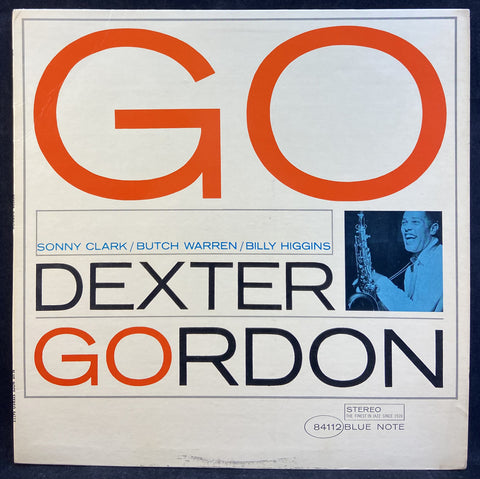 GO
SONNY CLARK/BUTCH WARREN/BILLY HIGGINS
DEXTER
GORDON
STEREO
THE FINEST IN JAZZ SINCE 1939
84112 BLUE NOTE